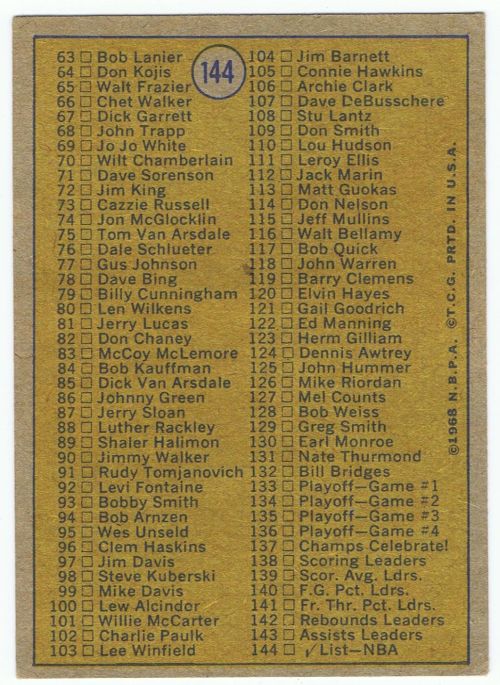 144
63 □ Bob Lanier
64 □ Don Kojis
65 □ Walt Frazier
66 □ Chet Walker
67 □ Dick Garrett
68 □ John Trapp
69 □ Jo Jo White
70 □ Wilt Chamberlain
71 □ Dave Sorenson
72 □ Jim King
73 □ Cazzie Russell
74 □ Jon McGlocklin
75 □ Tom Van Arsdale
76 □ Dale Schlueter
77 □ Gus Johnson
78 □ Dave Bing
79 □ Billy Cunningham
80 □ Len Wilkens
81 □ Jerry Lucas
82 □ Don Chaney
83 □ McCoy McLemore
84 □ Bob Kauffman
85 □ Dick Van Arsdale
86 □ Johnny Green
87 □ Jerry Sloan
88 □ Luther Rackley
89 □ Shaler Halimon
90 □ Jimmy Walker
91 □ Rudy Tomjanovich
92 □ Levi Fontaine
93 □ Bobby Smith
94 □ Bob Arnzen
95 □ Wes Unseld
96 □ Clem Haskins
97 □ Jim Davis
98 □ Steve Kuberski
99 □ Mike Davis
100 □ Lew Alcindor
101 □ Willie McCarter
102 □ Charlie Paulk
103 □ Lee Winfield
104 □ Jim Barnett
105 □ Connie Hawkins
106 □ Archie Clark
107 □ Dave DeBusschere
108 □ Stu Lantz
109 □ Don Smith
110 □ Lou Hudson
111 □ Leroy Ellis
112 □ Jack Marin
113 □ Matt Guokas
114 □ Don Nelson
115 □ Jeff Mullins
116 □ Walt Bellamy
117 □ Bob Quick
118 □ John Warren
119 □ Barry Clemens
120 □ Elvin Hayes
121 □ Gail Goodrich
122 □ Ed Manning
123 □ Herm Gilliam
124 □ Dennis Awtrey
125 □ John Hummer
126 □ Mike Riordan
127 □ Mel Counts
128 □ Bob Weiss
129 □ Greg Smith
130 □ Earl Monroe
131 □ Nate Thurmond
132 □ Bill Bridges
133 □ Playoff—Game #1
134 □ Playoff—Game #2
135 □ Playoff—Game #3
136 □ Playoff—Game #4
137 □ Champs Celebrate!
138 □ Scoring Leaders
139 □ Scor. Avg. Ldrs.
140 □ F.G. Pct. Ldrs.
141 □ Fr. Thr. Pct. Ldrs.
142 □ Rebounds Leaders
143 □ Assists Leaders
144 □ √List—NBA
©1968 N.B.P.A. ©T.C.G. PRTD. IN U.S.A.